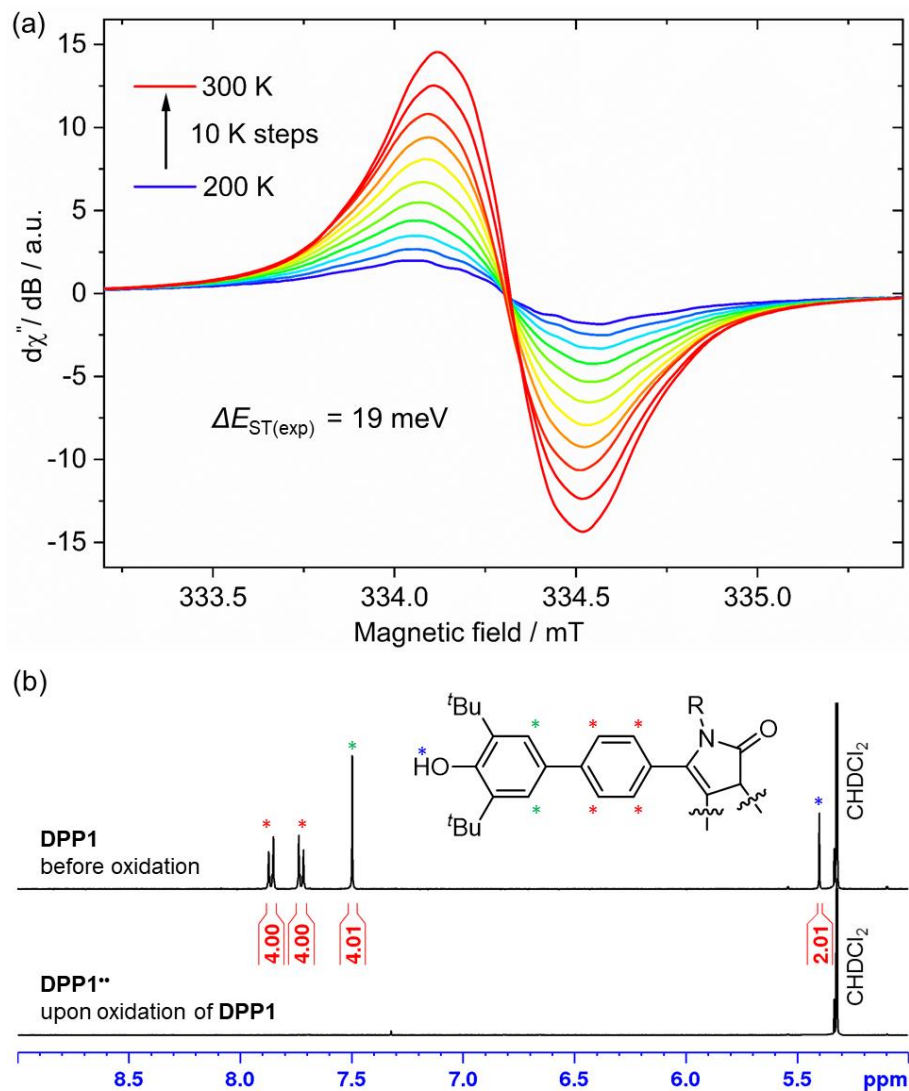 (a)
15
10
5
0
-5
-10
-15
dχ"/ dB / a.u.
300 K
10 K steps
200 K
ΔE_ST(exp) = 19 meV
333.5 334.0 334.5 335.0
Magnetic field / mT
(b)
ᵗBu
HO
ᵗBu
R
N
O
* * * * * * * * * * *
CHDCl₂
DPP1
before oxidation
4.00 4.00 4.01 2.01
DPP1••
upon oxidation of DPP1
CHDCl₂
8.5 8.0 7.5 7.0 6.5 6.0 5.5 ppm